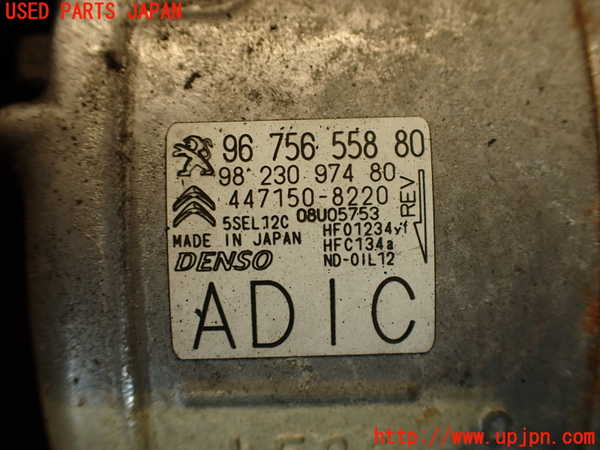 USED PARTS JAPAN
96 756 558 80
98 230 974 80
447150-8220
REV
5SEL12C 08U05753
HFO1234yf
MADE IN JAPAN HFC134a
DENSO ND-OIL12
ADIC
http://www.upjpn.com